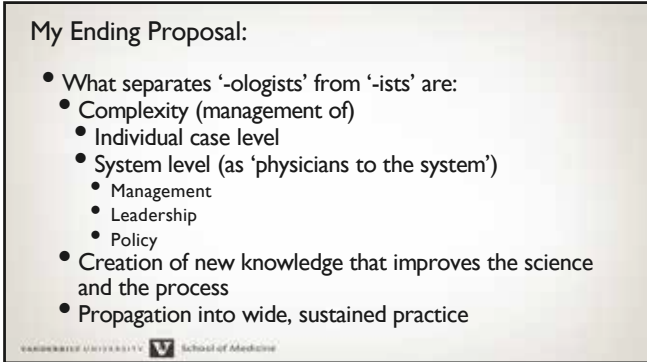 My Ending Proposal:
• What separates ‘-ologists’ from ‘-ists’ are:
• Complexity (management of)
• Individual case level
• System level (as ‘physicians to the system’)
• Management
• Leadership
• Policy
• Creation of new knowledge that improves the science
and the process
• Propagation into wide, sustained practice
VANDERBILT UNIVERSITY V School of Medicine